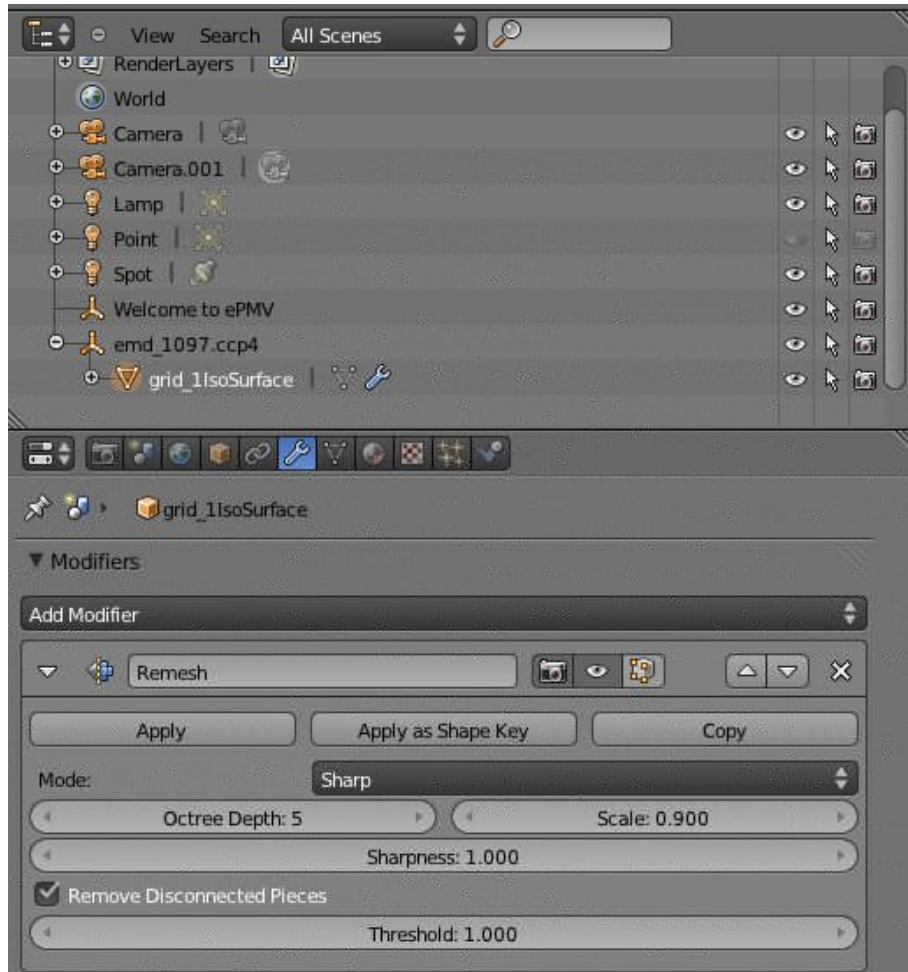 View Search All Scenes
RenderLayers
World
Camera
Camera.001
Lamp
Point
Spot
Welcome to ePMV
emd_1097.ccp4
grid_1IsoSurface
grid_1IsoSurface
Modifiers
Add Modifier
Remesh
Apply Apply as Shape Key Copy
Mode: Sharp
Octree Depth: 5 Scale: 0.900
Sharpness: 1.000
Remove Disconnected Pieces
Threshold: 1.000